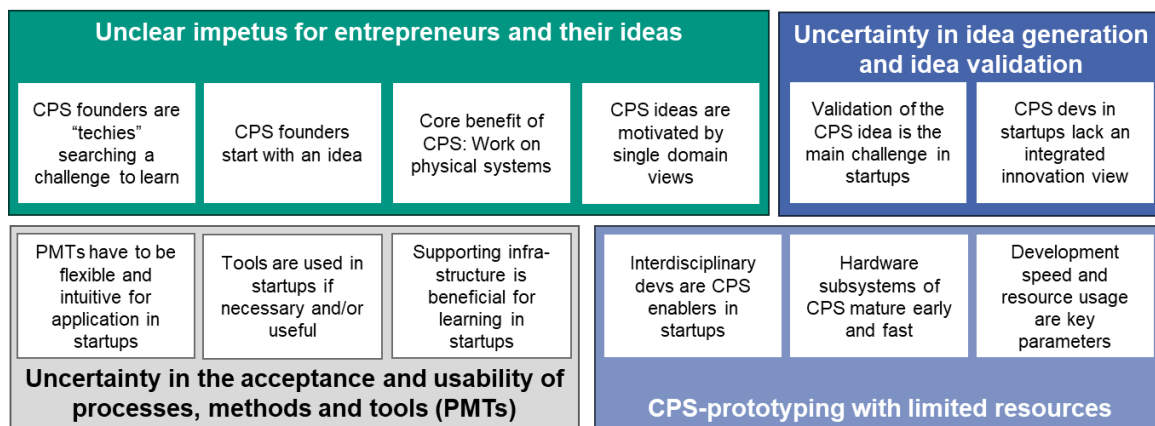 Unclear impetus for entrepreneurs and their ideas
CPS founders are
“techies”
searching a
challenge to learn
CPS founders
start with an idea
Core benefit of
CPS: Work on
physical systems
CPS ideas are
motivated by
single domain
views
Uncertainty in idea generation
and idea validation
Validation of the
CPS idea is the
main challenge in
startups
CPS devs in
startups lack an
integrated
innovation view
PMTs have to be
flexible and
intuitive for
application in
startups
Tools are used in
startups if
necessary and/or
useful
Supporting infra-
structure is
beneficial for
learning in
startups
Uncertainty in the acceptance and usability of
processes, methods and tools (PMTs)
Interdisciplinary
devs are CPS
enablers in
startups
Hardware
subsystems of
CPS mature early
and fast
Development
speed and
resource usage
are key
parameters
CPS-prototyping with limited resources